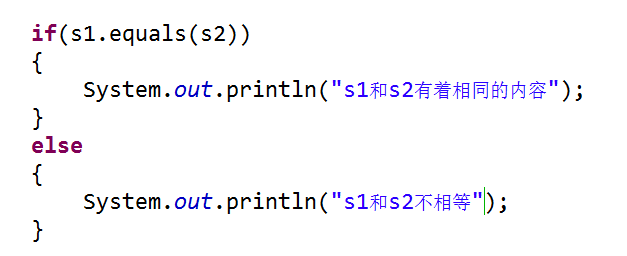 if(s1.equals(s2))
{
    System.out.println("s1和s2有着相同的内容");
}
else
{
    System.out.println("s1和s2不相等");
}